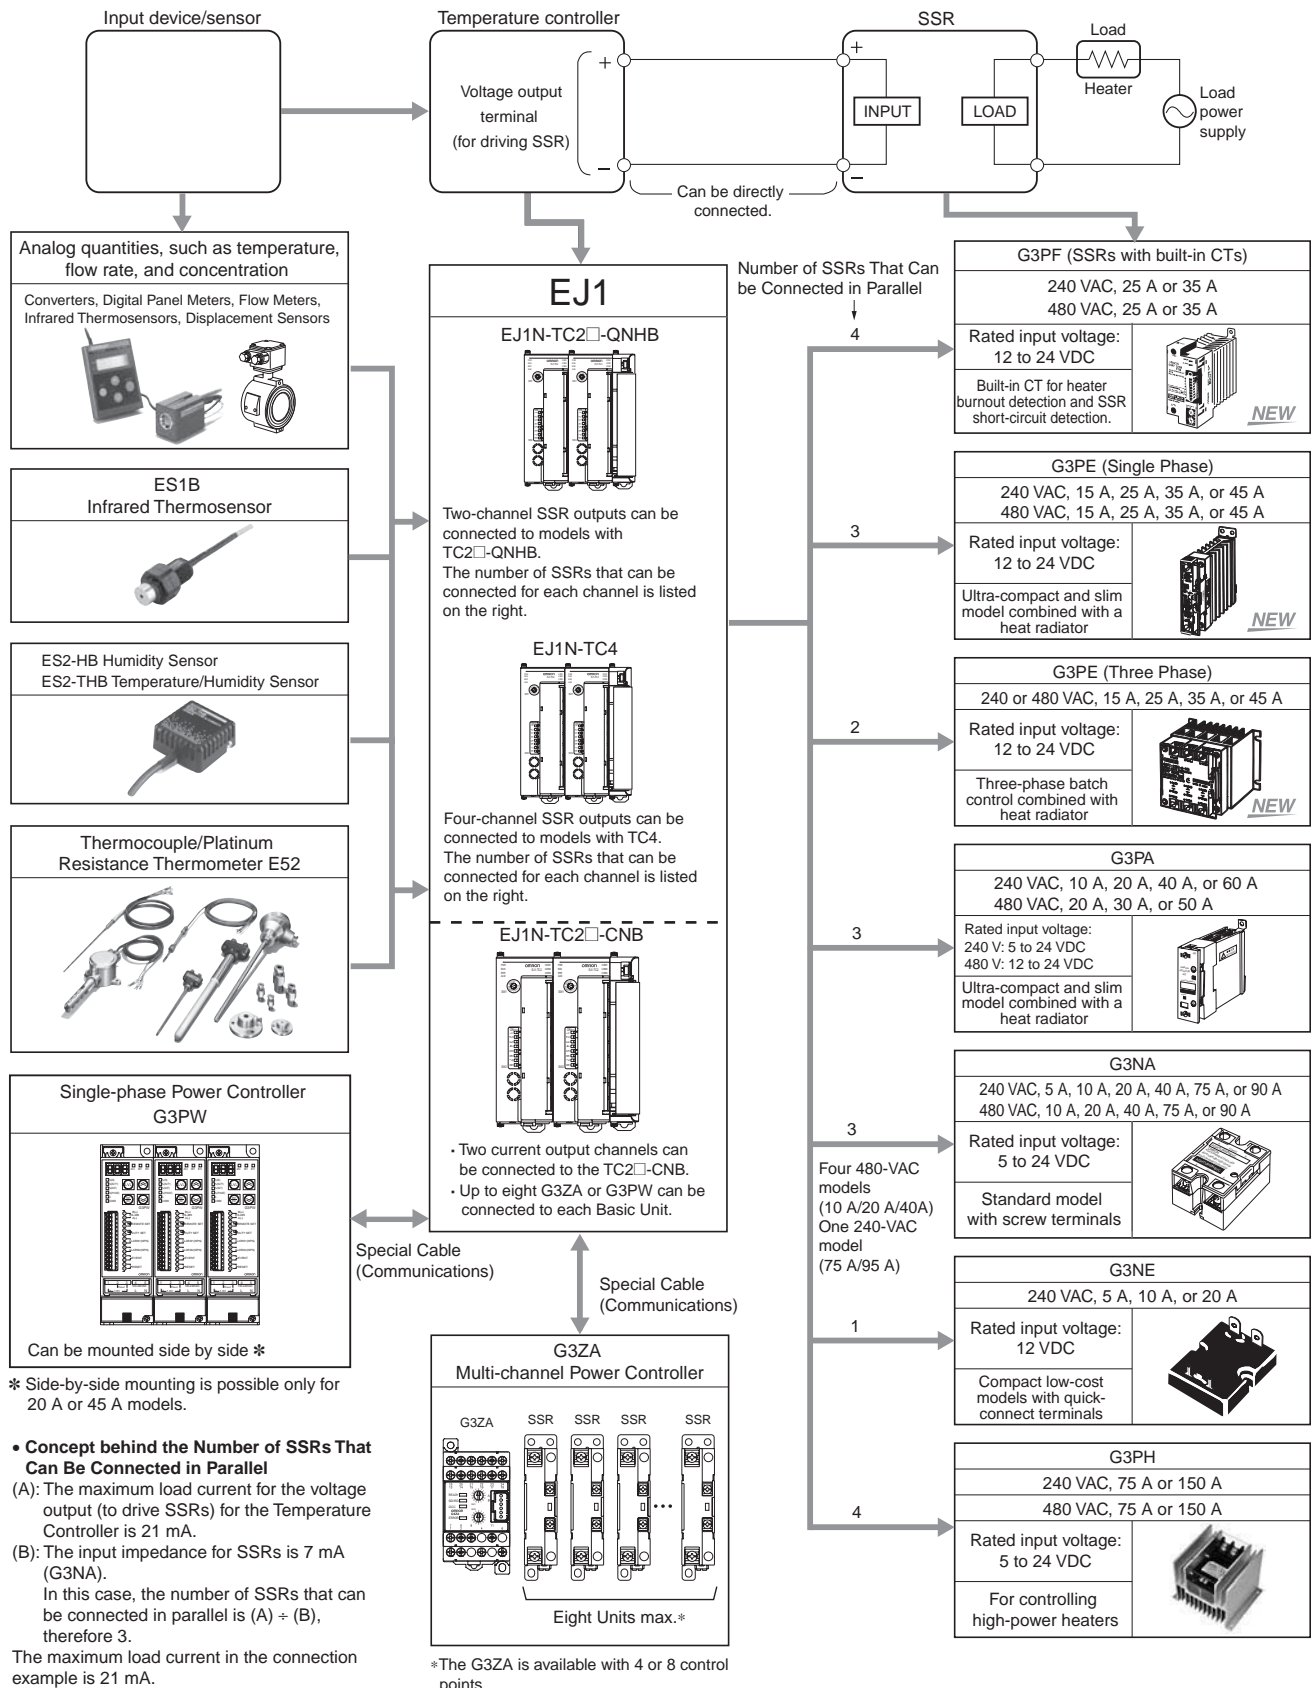 Input device/sensor
Temperature controller
SSR
Load
Heater
Load
power
supply
Voltage output
terminal
(for driving SSR)
+
−
+
−
INPUT
LOAD
Can be directly
connected.
Analog quantities, such as temperature,
flow rate, and concentration
Converters, Digital Panel Meters, Flow Meters,
Infrared Thermosensors, Displacement Sensors
ES1B
Infrared Thermosensor
ES2-HB Humidity Sensor
ES2-THB Temperature/Humidity Sensor
Thermocouple/Platinum
Resistance Thermometer E52
Single-phase Power Controller
G3PW
Can be mounted side by side ✻
✻ Side-by-side mounting is possible only for
20 A or 45 A models.
• Concept behind the Number of SSRs That
Can Be Connected in Parallel
(A): The maximum load current for the voltage
output (to drive SSRs) for the Temperature
Controller is 21 mA.
(B): The input impedance for SSRs is 7 mA
(G3NA).
In this case, the number of SSRs that can
be connected in parallel is (A) ÷ (B),
therefore 3.
The maximum load current in the connection
example is 21 mA.
EJ1
EJ1N-TC2□-QNHB
Two-channel SSR outputs can be
connected to models with
TC2□-QNHB.
The number of SSRs that can be
connected for each channel is listed
on the right.
EJ1N-TC4
Four-channel SSR outputs can be
connected to models with TC4.
The number of SSRs that can be
connected for each channel is listed
on the right.
EJ1N-TC2□-CNB
· Two current output channels can
be connected to the TC2□-CNB.
· Up to eight G3ZA or G3PW can be
connected to each Basic Unit.
Special Cable
(Communications)
Special Cable
(Communications)
G3ZA
Multi-channel Power Controller
G3ZA
SSR
SSR
SSR
SSR
Eight Units max.*
*The G3ZA is available with 4 or 8 control
points.
Number of SSRs That Can
be Connected in Parallel
4
G3PF (SSRs with built-in CTs)
240 VAC, 25 A or 35 A
480 VAC, 25 A or 35 A
Rated input voltage:
12 to 24 VDC
Built-in CT for heater
burnout detection and SSR
short-circuit detection.
NEW
3
G3PE (Single Phase)
240 VAC, 15 A, 25 A, 35 A, or 45 A
480 VAC, 15 A, 25 A, 35 A, or 45 A
Rated input voltage:
12 to 24 VDC
Ultra-compact and slim
model combined with a
heat radiator
NEW
2
G3PE (Three Phase)
240 or 480 VAC, 15 A, 25 A, 35 A, or 45 A
Rated input voltage:
12 to 24 VDC
Three-phase batch
control combined with
heat radiator
NEW
3
G3PA
240 VAC, 10 A, 20 A, 40 A, or 60 A
480 VAC, 20 A, 30 A, or 50 A
Rated input voltage:
240 V: 5 to 24 VDC
480 V: 12 to 24 VDC
Ultra-compact and slim
model combined with a
heat radiator
3
Four 480-VAC
models
(10 A/20 A/40A)
One 240-VAC
model
(75 A/95 A)
G3NA
240 VAC, 5 A, 10 A, 20 A, 40 A, 75 A, or 90 A
480 VAC, 10 A, 20 A, 40 A, 75 A, or 90 A
Rated input voltage:
5 to 24 VDC
Standard model
with screw terminals
1
G3NE
240 VAC, 5 A, 10 A, or 20 A
Rated input voltage:
12 VDC
Compact low-cost
models with quick-
connect terminals
4
G3PH
240 VAC, 75 A or 150 A
480 VAC, 75 A or 150 A
Rated input voltage:
5 to 24 VDC
For controlling
high-power heaters